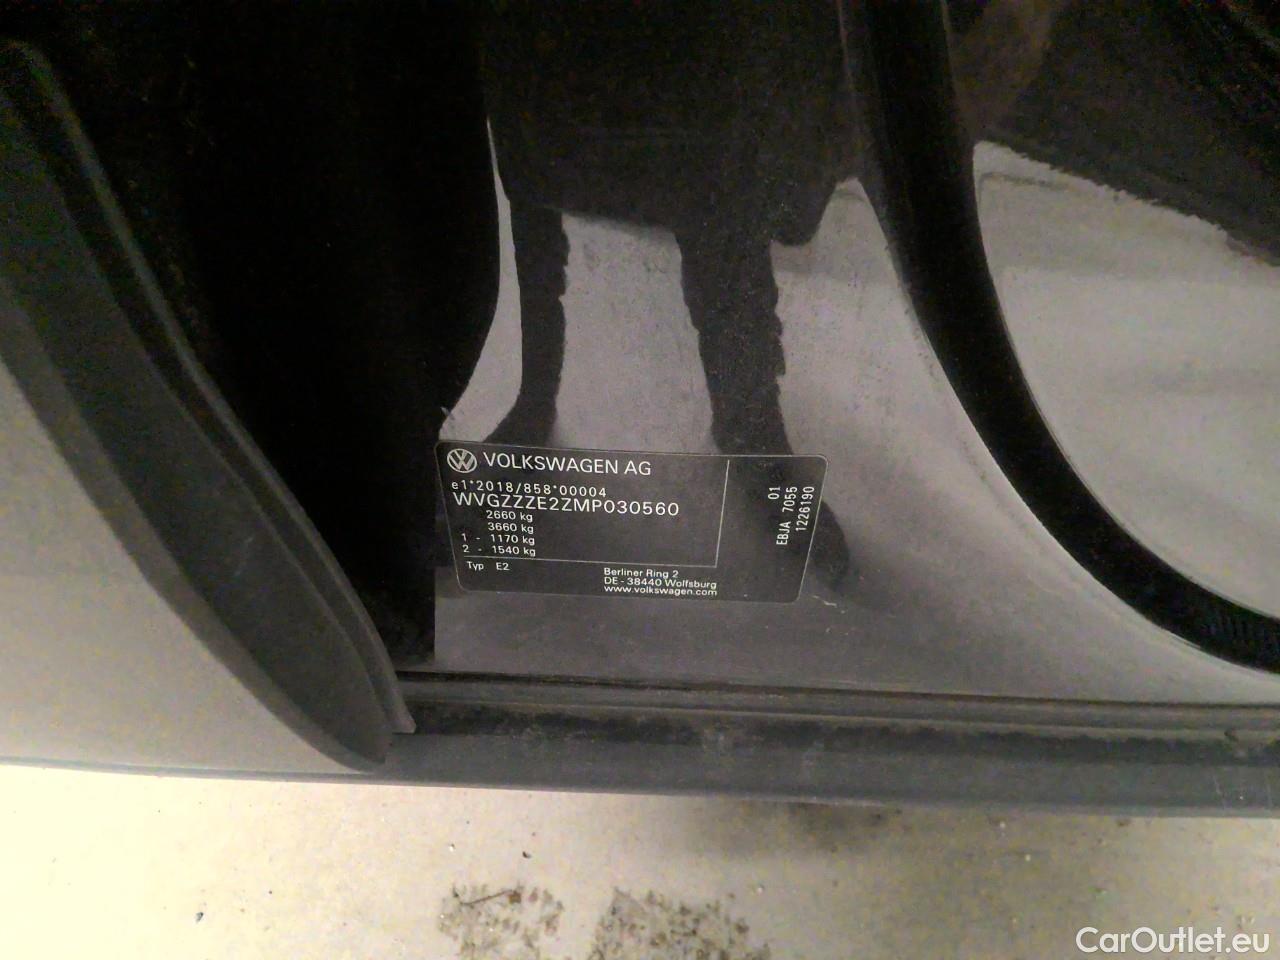 VOLKSWAGEN AG
e1*2018/858*00004
WVGZZZE2ZMP030560
2660 kg
3660 kg
1 - 1170 kg
2 - 1540 kg
Typ E2
Berliner Ring 2
DE - 38440 Wolfsburg
www.volkswagen.com
01
EBJA 7055
1226190
CarOutlet.eu